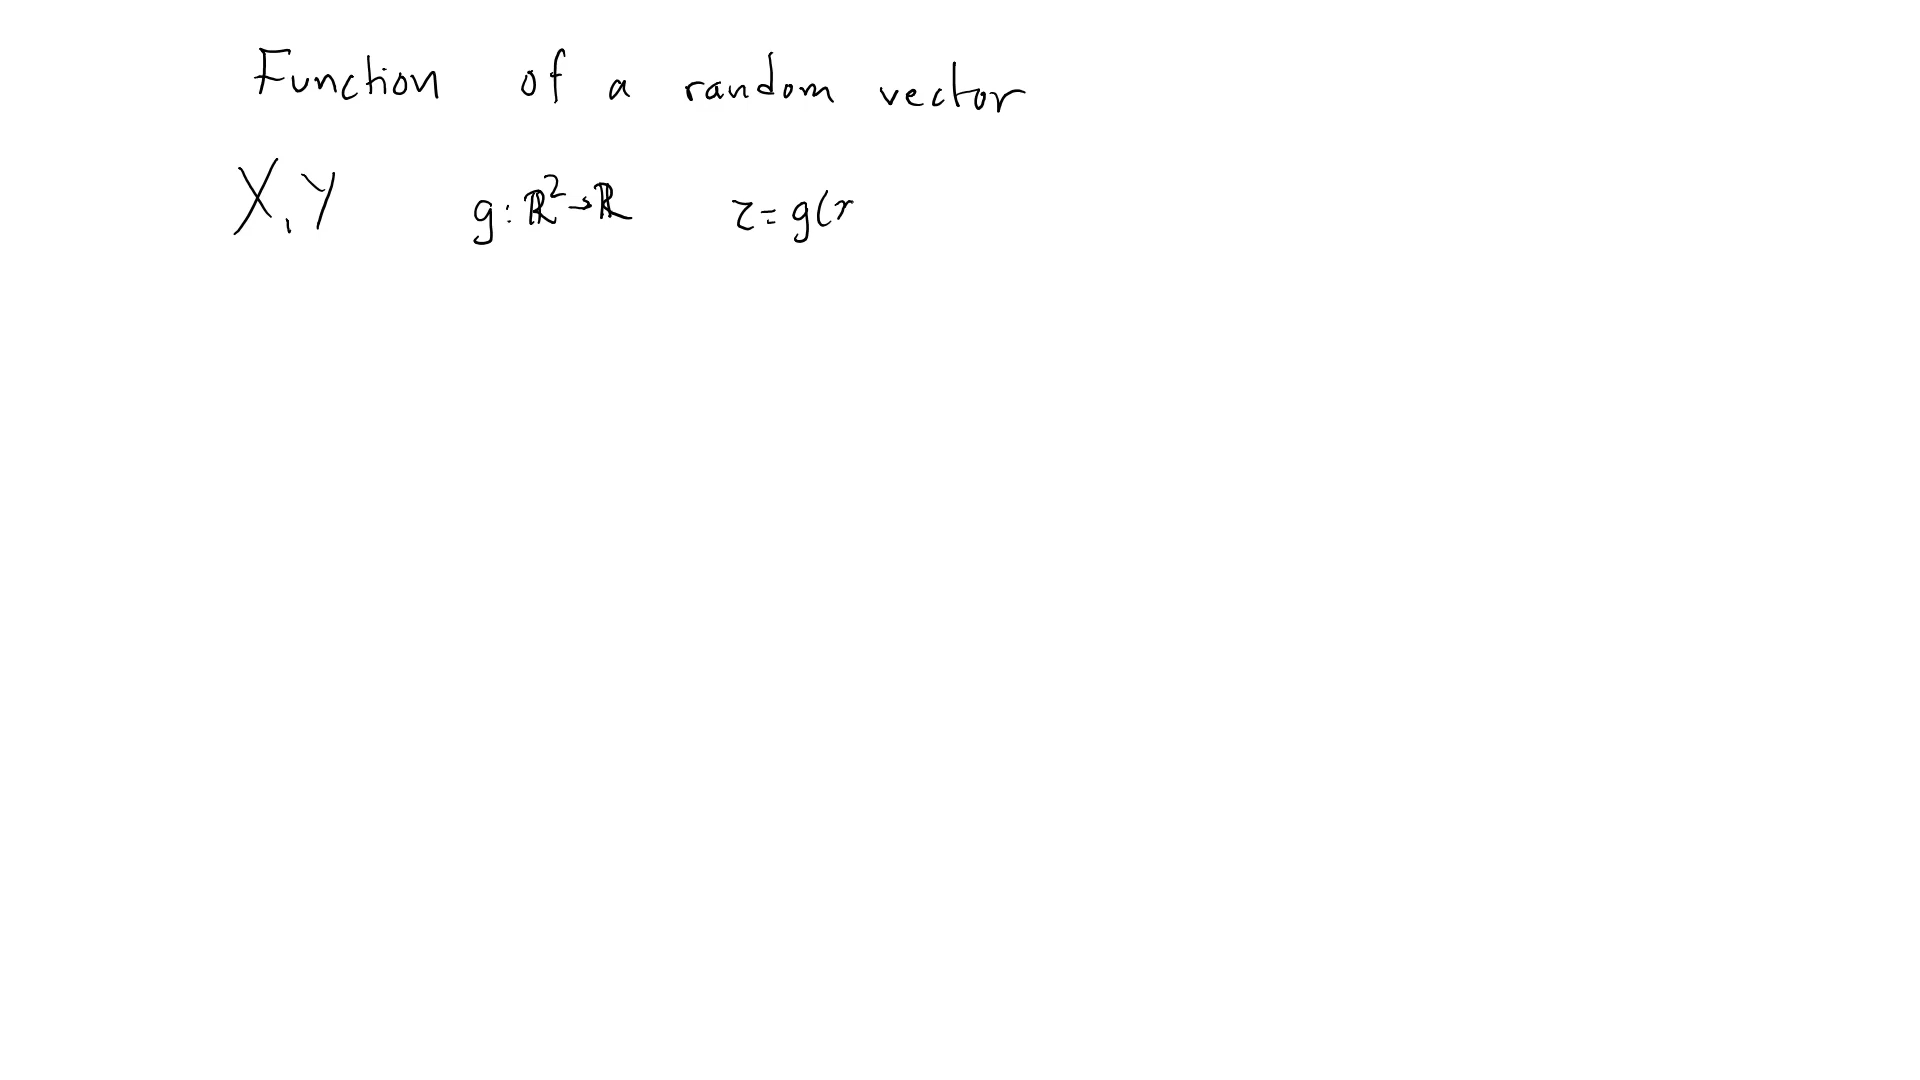 Function of a random vector
X, Y g: ℝ² → ℝ z = g(x